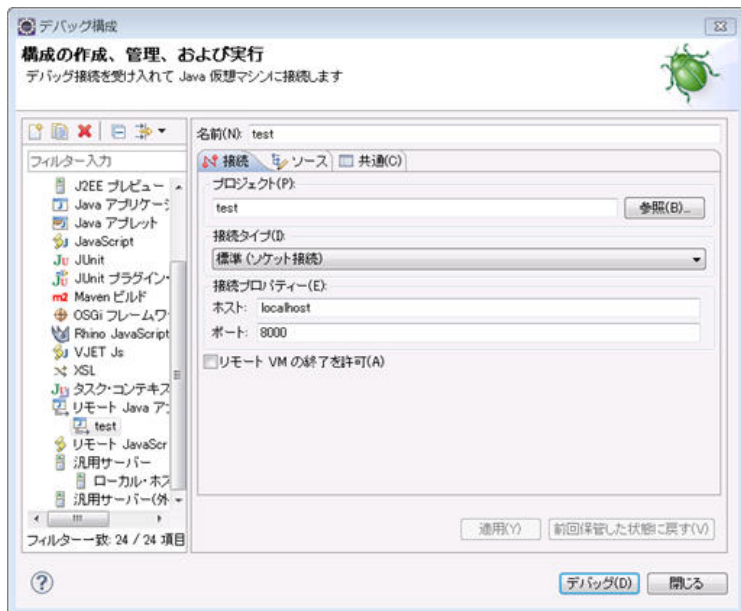 デバッグ構成
構成の作成、管理、および実行
デバッグ接続を受け入れて Java 仮想マシンに接続します
名前(N): test
フィルター入力
J2EE プレビュー
Java アプリケーシ
Java アプレット
JavaScript
JUnit
JUnit プラグイン・
Maven ビルド
OSGi フレームワ
Rhino JavaScript
VJET Js
XSL
タスク・コンテキス
リモート Java ア
test
リモート JavaScr
汎用サーバー
ローカル・ホス
汎用サーバー(外
フィルター一致: 24 / 24 項目
接続 ソース 共通(C)
プロジェクト(P):
test 参照(B)...
接続タイプ(I):
標準 (ソケット接続)
接続プロパティー(E):
ホスト: localhost
ポート: 8000
リモート VM の終了を許可(A)
適用(Y) 前回保管した状態に戻す(V)
デバッグ(D) 閉じる